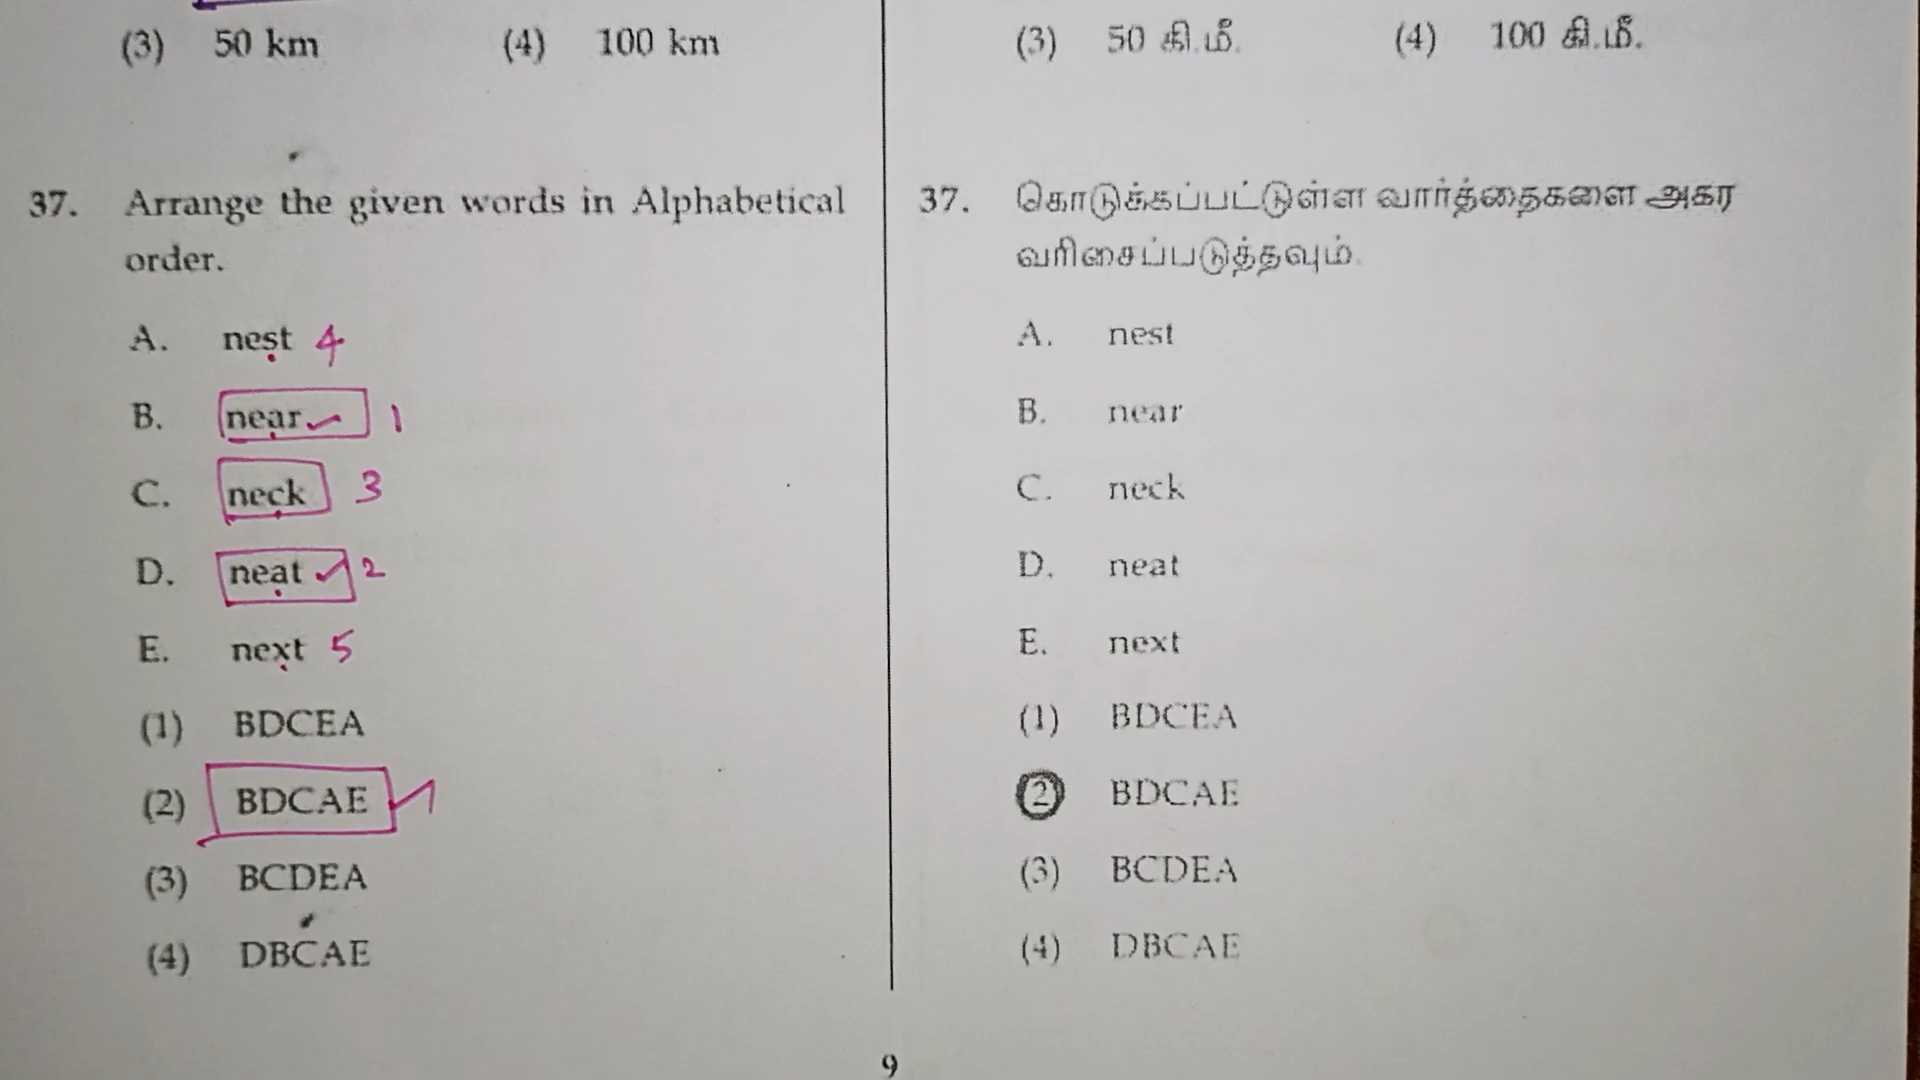 (3) 50 km (4) 100 km
37. Arrange the given words in Alphabetical
order.
A. nest 4
B. near 1
C. neck 3
D. neat 2
E. next 5
(1) BDCEA
(2) BDCAE
(3) BCDEA
(4) DBCAE
(3) 50 கி.மீ. (4) 100 கி.மீ.
37. கொடுக்கப்பட்டுள்ள வார்த்தைகளை அகர
வரிசைப்படுத்தவும்.
A. nest
B. near
C. neck
D. neat
E. next
(1) BDCEA
(2) BDCAE
(3) BCDEA
(4) DBCAE
9